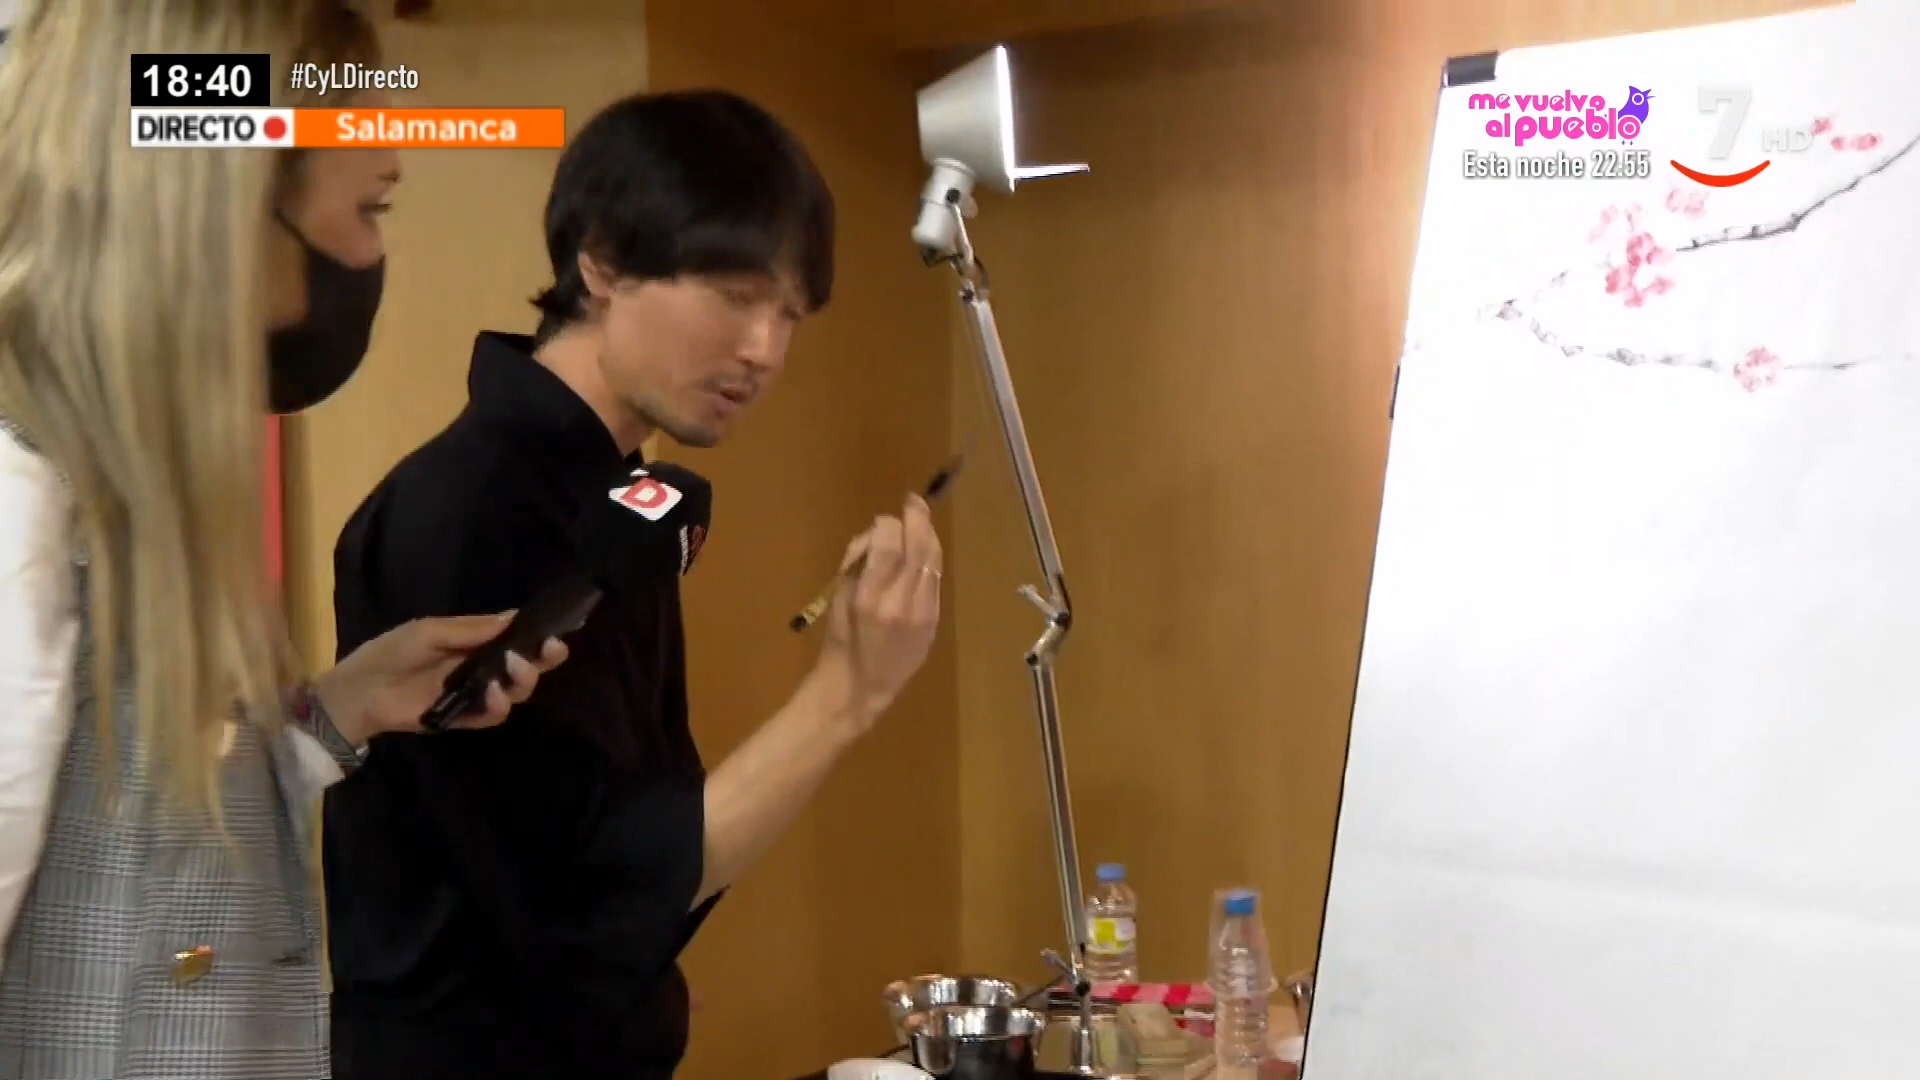 18:40
#CyLDirecto
DIRECTO
Salamanca
me vuelvo
al pueblo
Esta noche 22:55
7
HD
D